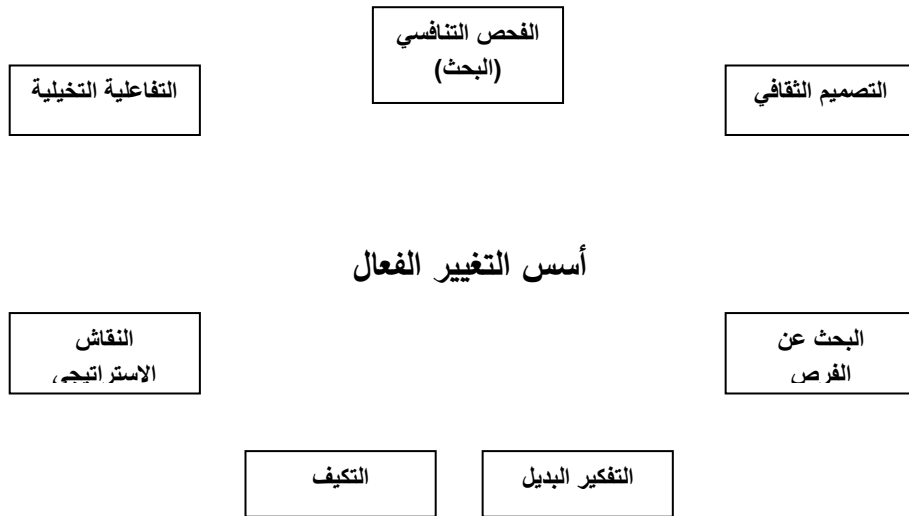 الفحص التنافسي
(البحث)
التصميم الثقافي
التفاعلية التخيلية
أسس التغيير الفعال
البحث عن
الفرص
النقاش
الاستراتيجي
التفكير البديل
التكيف